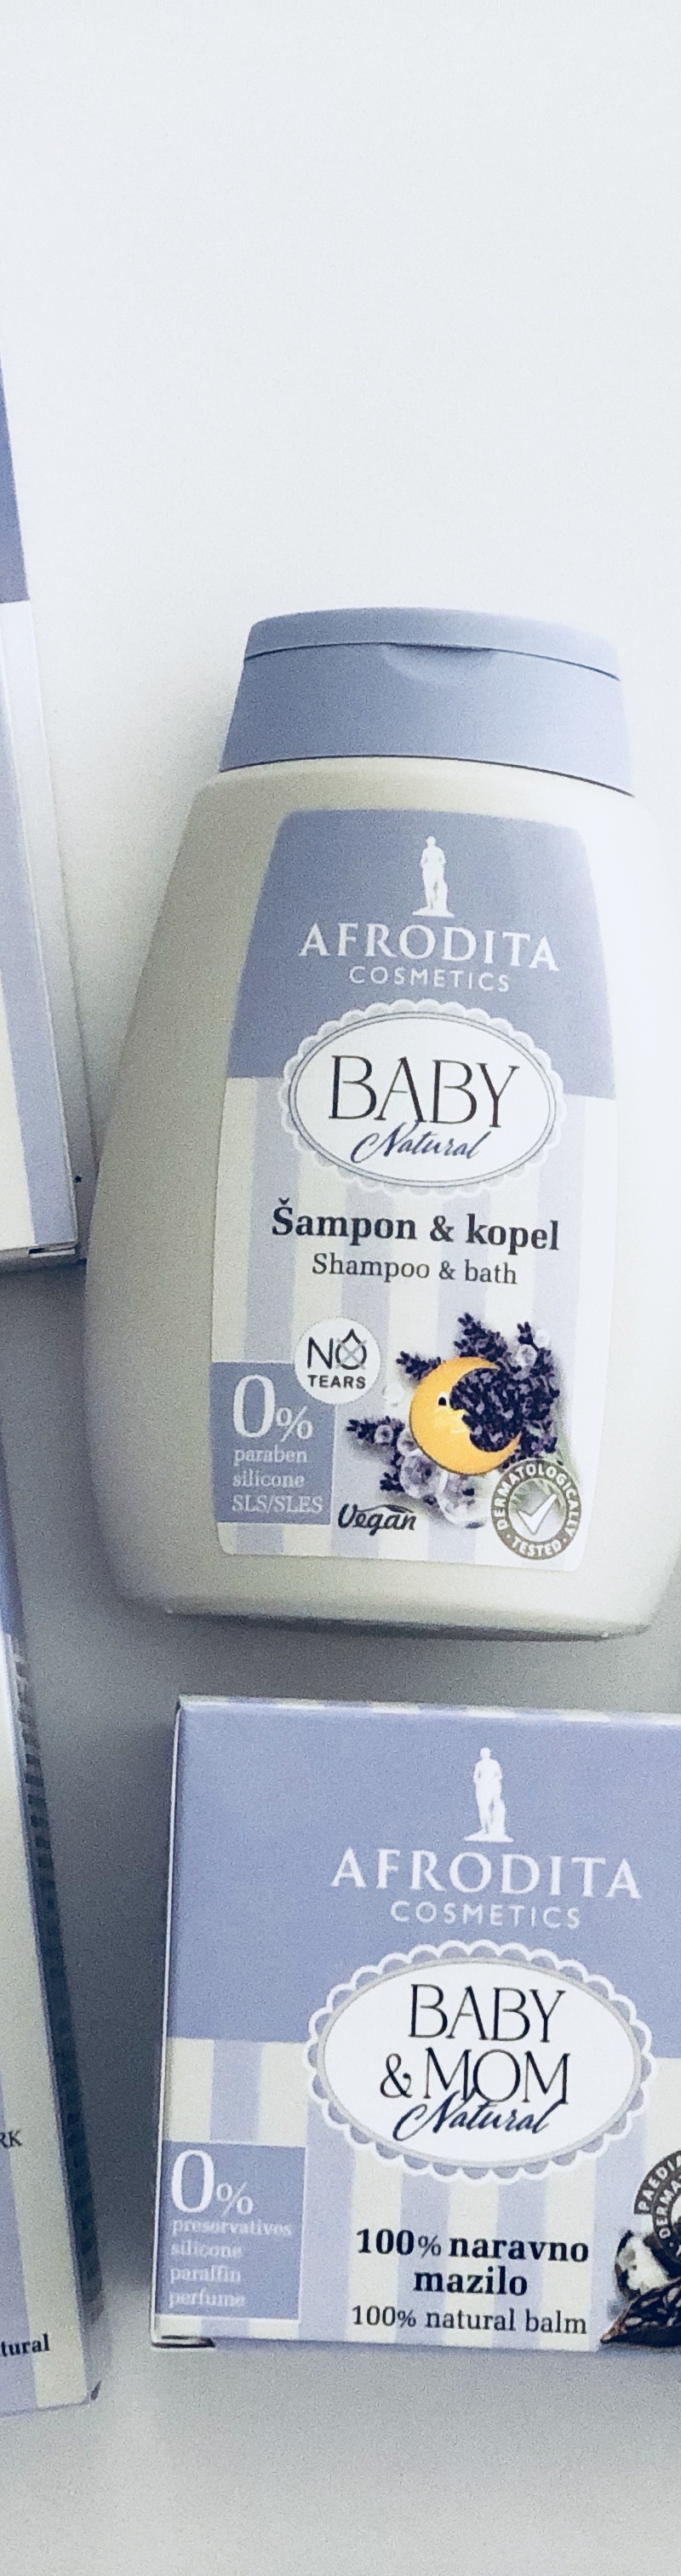 AFRODITA
COSMETICS
BABY
Natural
Šampon & kopel
Shampoo & bath
NO
TEARS
0%
paraben
silicone
SLS/SLES
Vegan
DERMATOLOGICALLY
TESTED
AFRODITA
COSMETICS
BABY
& MOM
Natural
0%
preservatives
silicone
paraffin
perfume
100% naravno
mazilo
100% natural balm